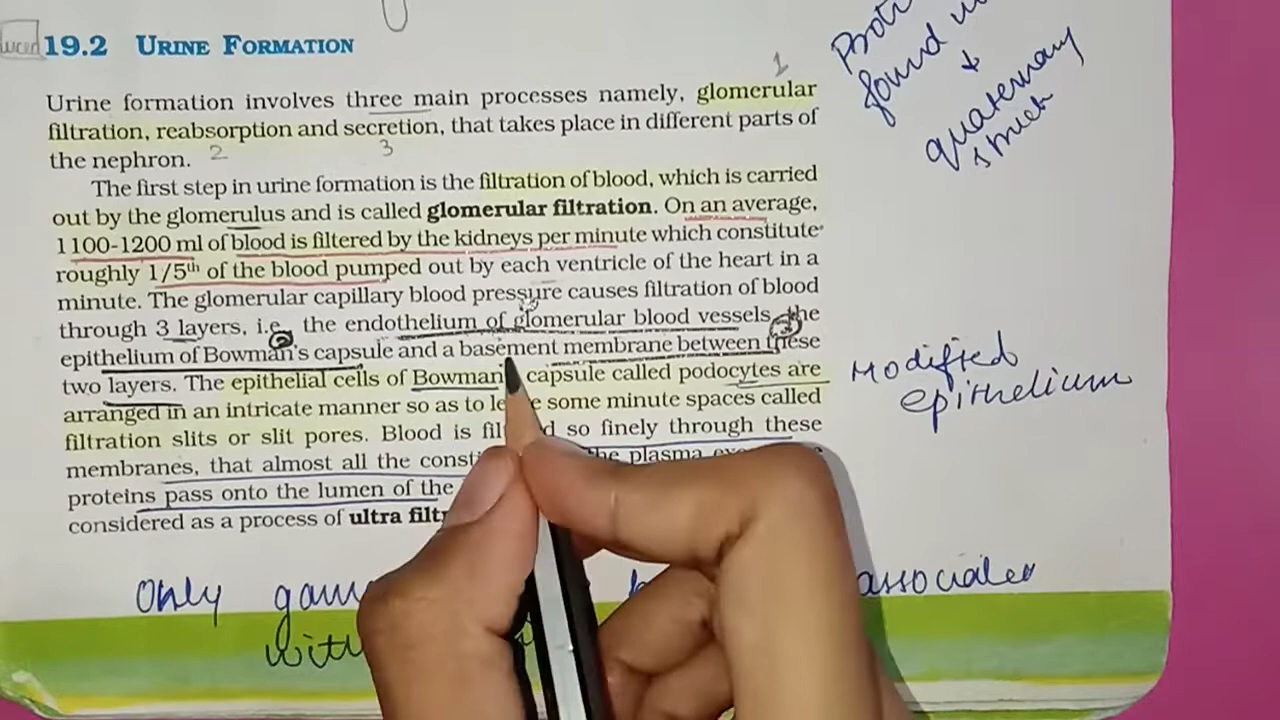 19.2 URINE FORMATION
1
Urine formation involves three main processes namely, glomerular
filtration, reabsorption and secretion, that takes place in different parts of
the nephron. 2 3
The first step in urine formation is the filtration of blood, which is carried
out by the glomerulus and is called glomerular filtration. On an average,
1100-1200 ml of blood is filtered by the kidneys per minute which constitute
roughly 1/5th of the blood pumped out by each ventricle of the heart in a
minute. The glomerular capillary blood pressure causes filtration of blood
through 3 layers, i.e., the endothelium of glomerular blood vessels, the
epithelium of Bowman's capsule and a basement membrane between these
two layers. The epithelial cells of Bowman capsule called podocytes are
arranged in an intricate manner so as to some minute spaces called
filtration slits or slit pores. Blood is so finely through these
membranes, that almost all the the plasma
proteins pass onto the lumen of the
considered as a process of ultra
found
quaternary
Modified
epithelium
Only associated